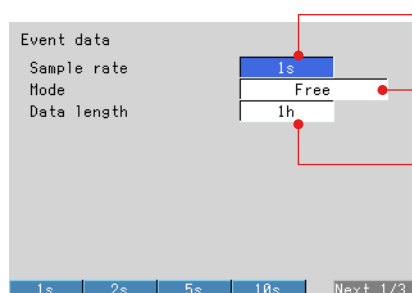 Event data
Sample rate 1s
Mode Free
Data length 1h
1s 2s 5s 10s Next 1/3